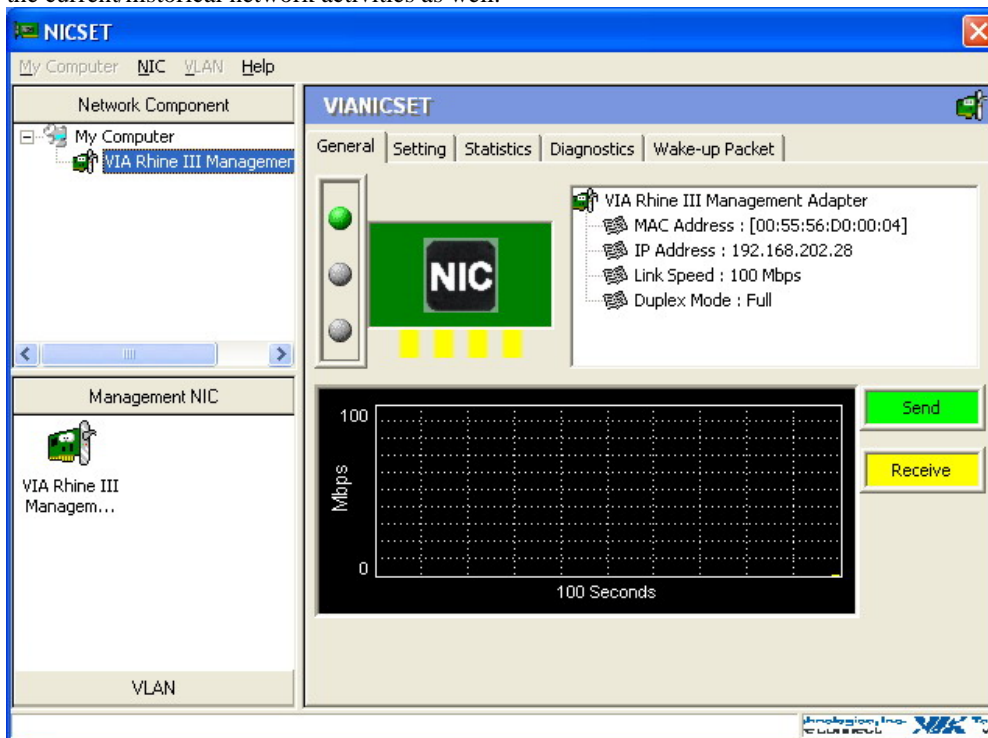 the current/historical network activities as well.
NICSET
My Computer NIC VLAN Help
Network Component
My Computer
VIA Rhine III Managemen
Management NIC
VIA Rhine III
Managem...
VLAN
VIANICSET
General Setting Statistics Diagnostics Wake-up Packet
NIC
VIA Rhine III Management Adapter
MAC Address : [00:55:56:D0:00:04]
IP Address : 192.168.202.28
Link Speed : 100 Mbps
Duplex Mode : Full
100
Mbps
0
100 Seconds
Send
Receive
VIA